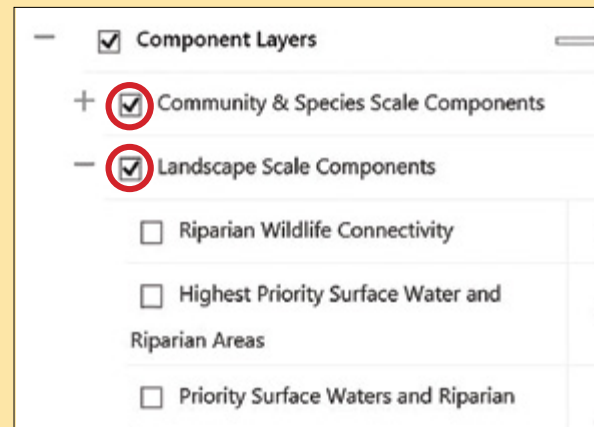 Component Layers
Community & Species Scale Components
Landscape Scale Components
Riparian Wildlife Connectivity
Highest Priority Surface Water and
Riparian Areas
Priority Surface Waters and Riparian